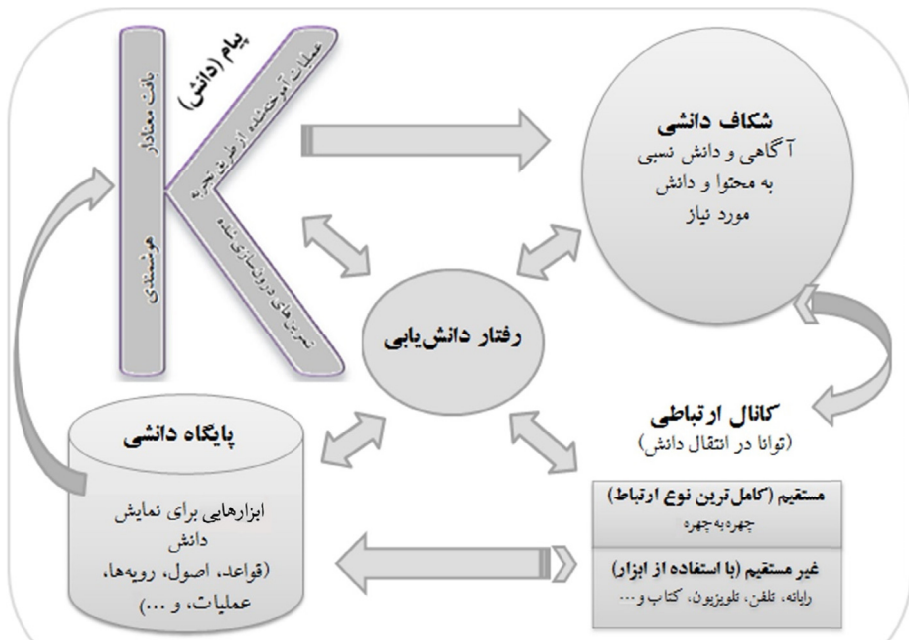 پیام (دانش)
عملیات آموخته‌شده از طریق تجربه
بافت معنادار
هوشمندی
تمرین‌های درون‌سازی شده
شکاف دانشی
آگاهی و دانش نسبی
به محتوا و دانش
مورد نیاز
رفتار دانش‌یابی
کانال ارتباطی
(توانا در انتقال دانش)
مستقیم (کامل‌ترین نوع ارتباط)
چهره به چهره
غیر مستقیم (با استفاده از ابزار)
رایانه، تلفن، تلویزیون، کتاب و...
پایگاه دانشی
ابزارهایی برای نمایش
دانش
(قواعد، اصول، رویه‌ها،
عملیات، و ...)